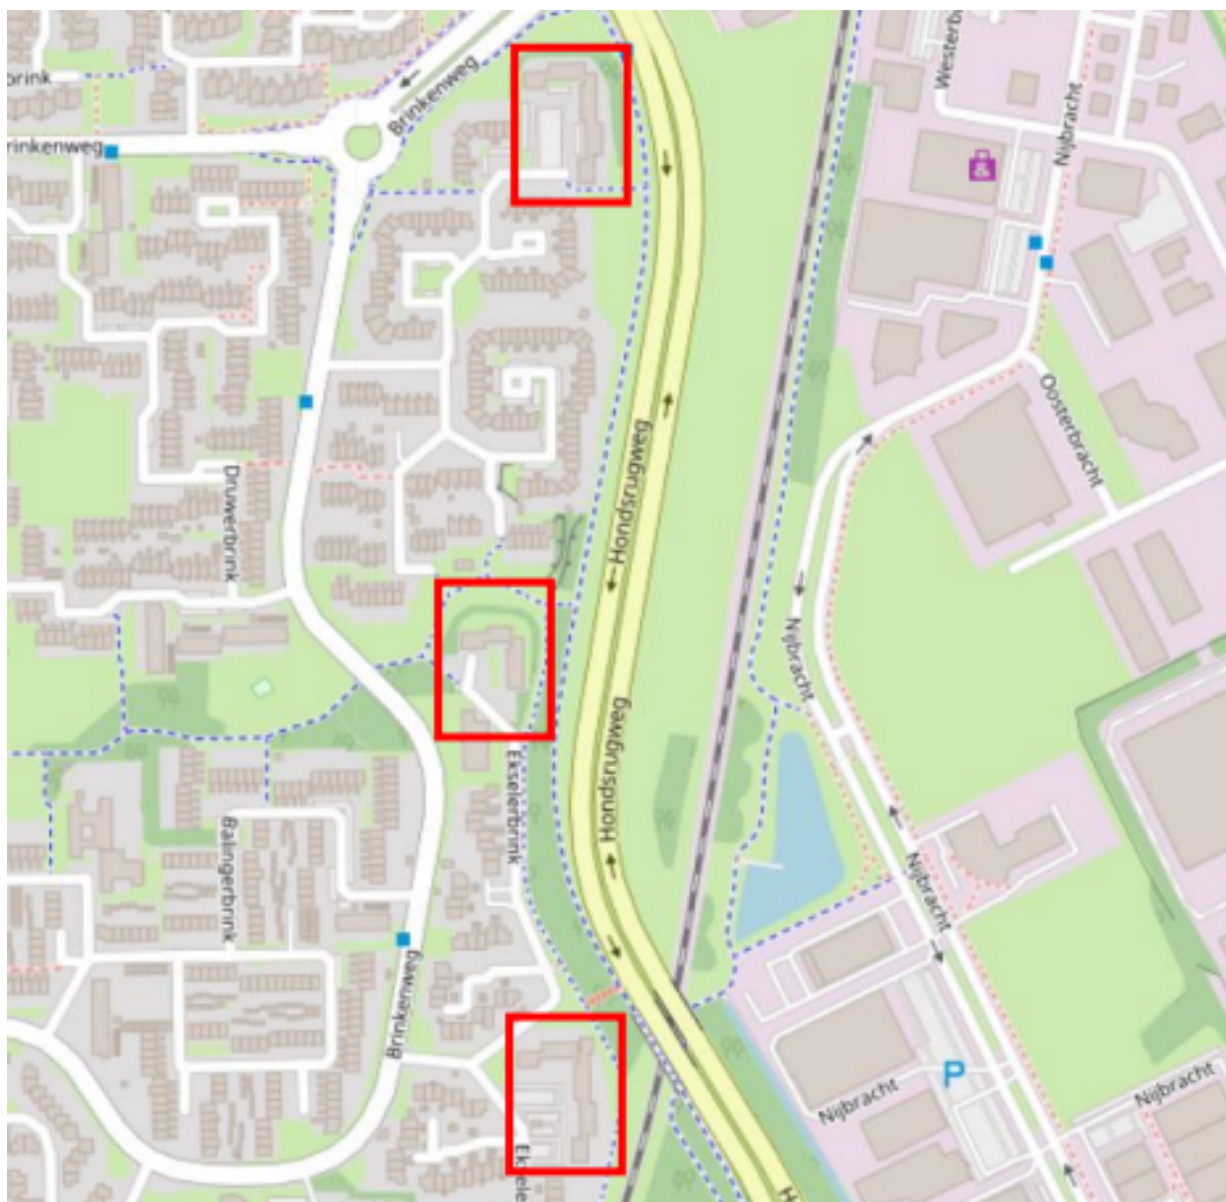 brink
Brinkenweg
rinkenweg
Westerb
Nijbracht
Oosterbracht
Hondsrugweg
Druwerbrink
Nijbracht
Hondsrugweg
Ekselerbrink
Balingerbrink
Nijbracht
Brinkenweg
P
Nijbracht
Nijbracht
Eksele
H